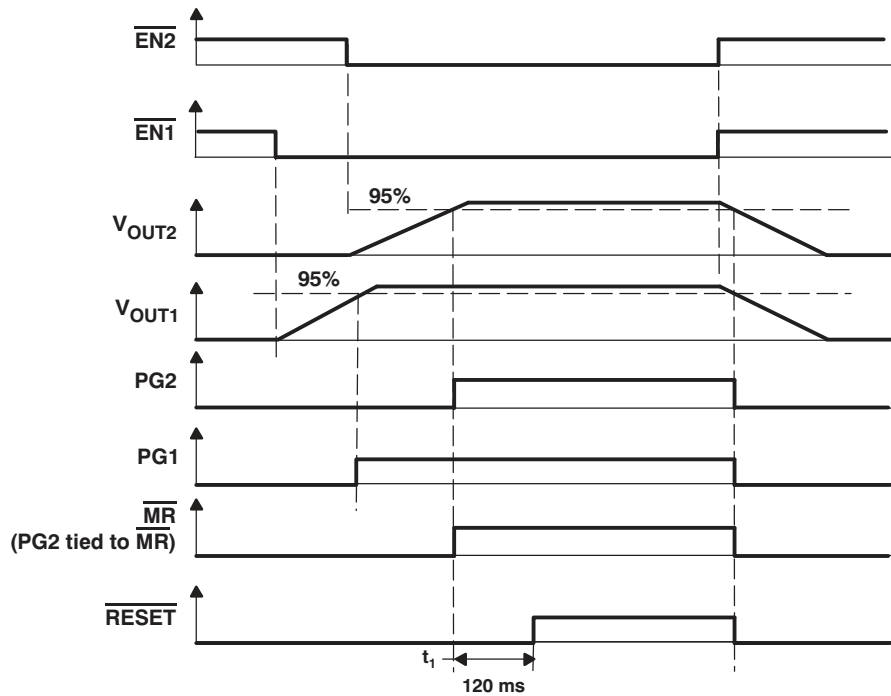 EN2
EN1
95%
VOUT2
95%
VOUT1
PG2
PG1
MR
(PG2 tied to MR)
RESET
t1
120 ms